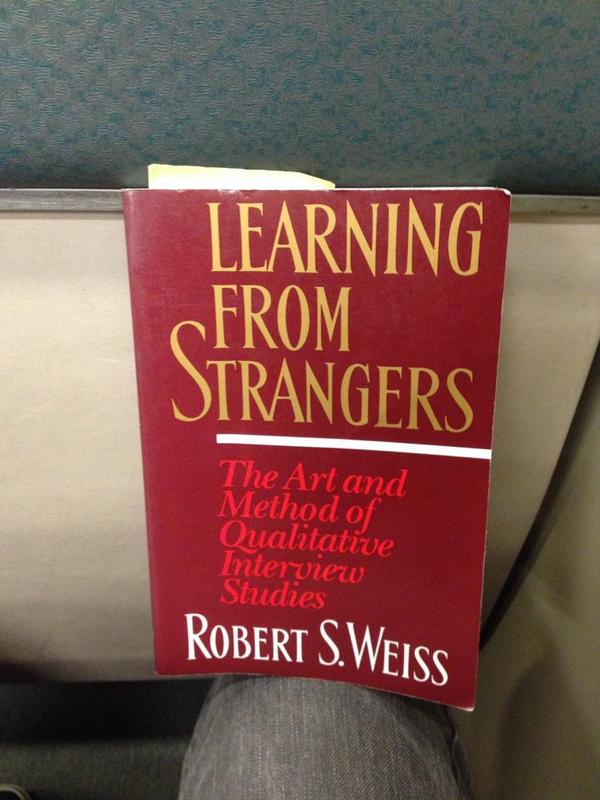 LEARNING
FROM
STRANGERS
The Art and
Method of
Qualitative
Interview
Studies
ROBERT S. WEISS